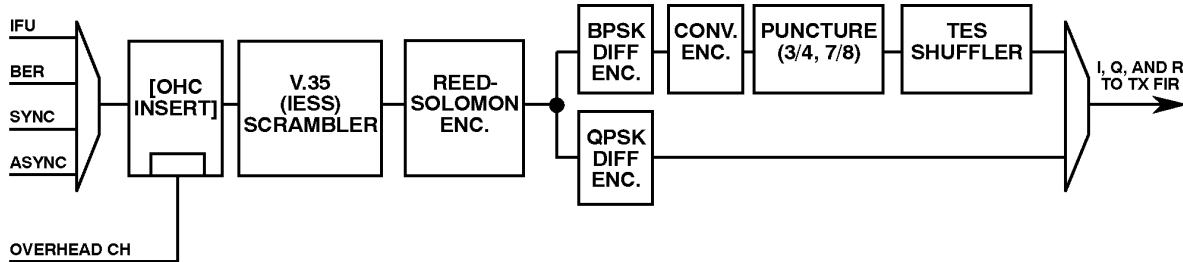 IFU
BER
SYNC
ASYNC
OVERHEAD CH
[OHC
INSERT]
V.35
(IESS)
SCRAMBLER
REED-
SOLOMON
ENC.
BPSK
DIFF
ENC.
CONV.
ENC.
PUNCTURE
(3/4, 7/8)
TES
SHUFFLER
QPSK
DIFF
ENC.
I, Q, AND R
TO TX FIR